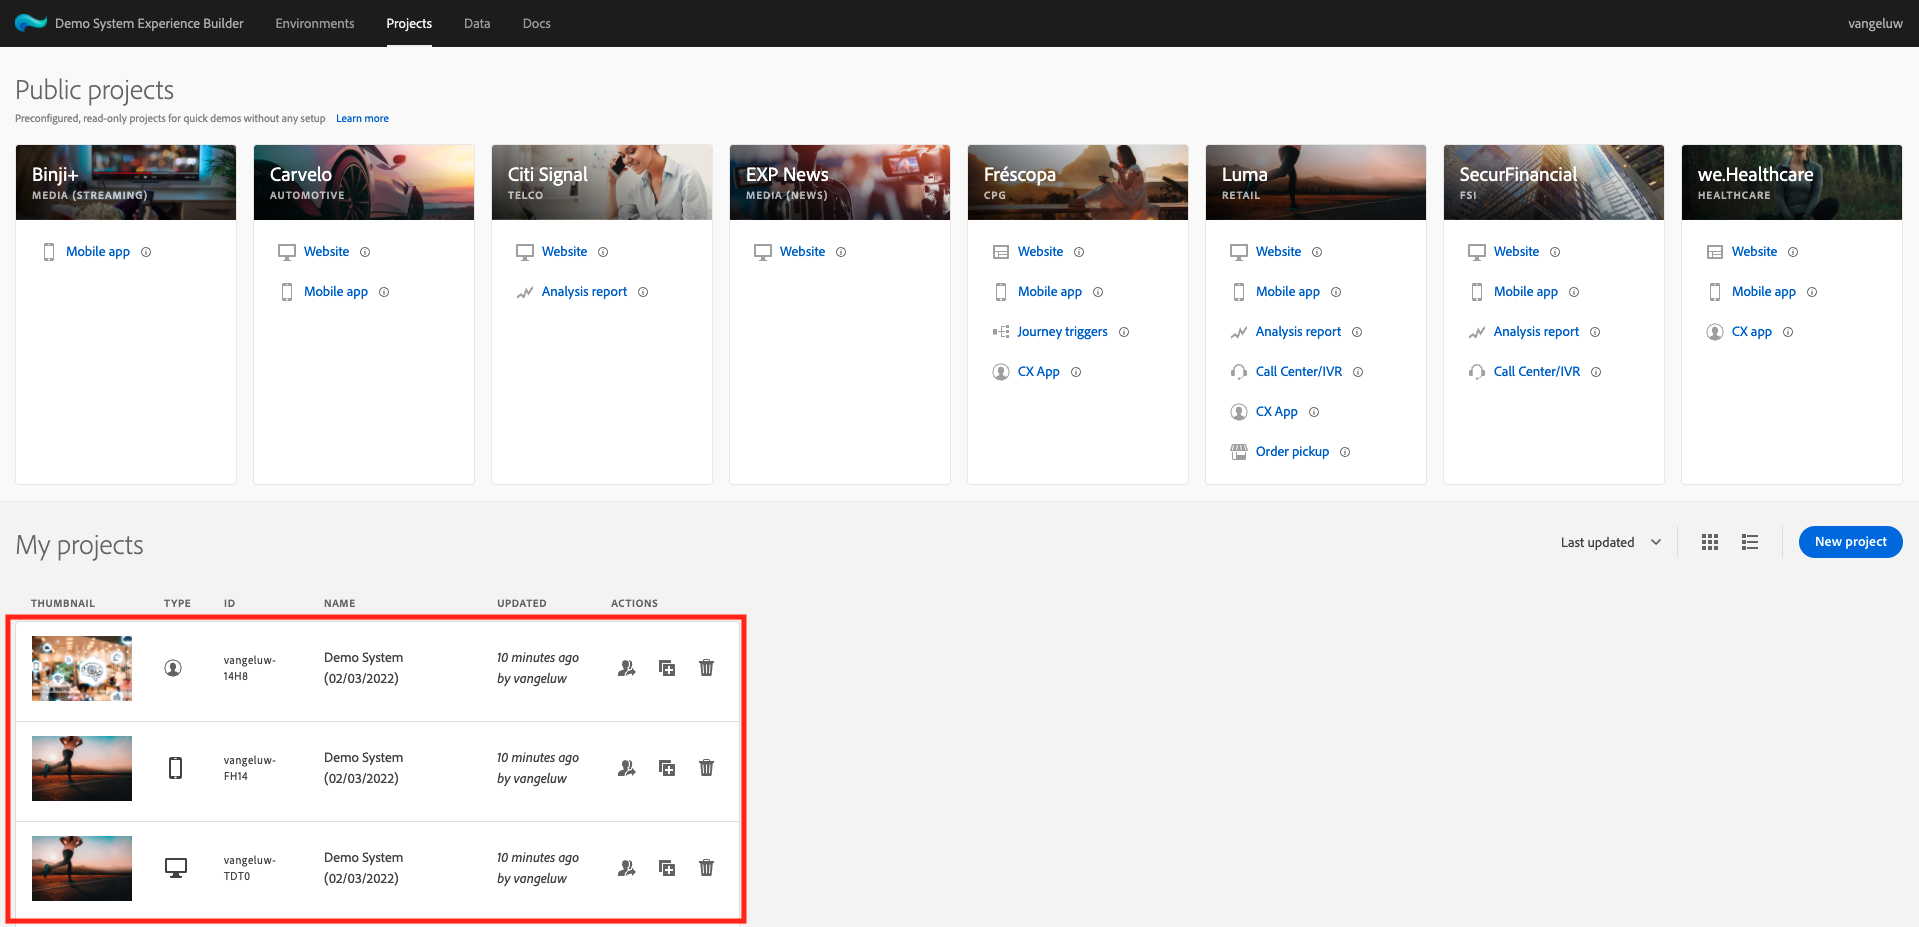 Demo System Experience Builder Environments Projects Data Docs vangeluw
Public projects
Preconfigured, read-only projects for quick demos without any setup Learn more
Binji+
MEDIA (STREAMING)
Mobile app
Carvelo
AUTOMOTIVE
Website
Mobile app
Citi Signal
TELCO
Website
Analysis report
EXP News
MEDIA (NEWS)
Website
Fréscopa
CPG
Website
Mobile app
Journey triggers
CX App
Luma
RETAIL
Website
Mobile app
Analysis report
Call Center/IVR
CX App
Order pickup
SecurFinancial
FSI
Website
Mobile app
Analysis report
Call Center/IVR
we.Healthcare
HEALTHCARE
Website
Mobile app
CX app
My projects
Last updated
New project
THUMBNAIL TYPE ID NAME UPDATED ACTIONS
vangeluw-
14H8
Demo System
(02/03/2022)
10 minutes ago
by vangeluw
vangeluw-
FH14
Demo System
(02/03/2022)
10 minutes ago
by vangeluw
vangeluw-
TDT0
Demo System
(02/03/2022)
10 minutes ago
by vangeluw